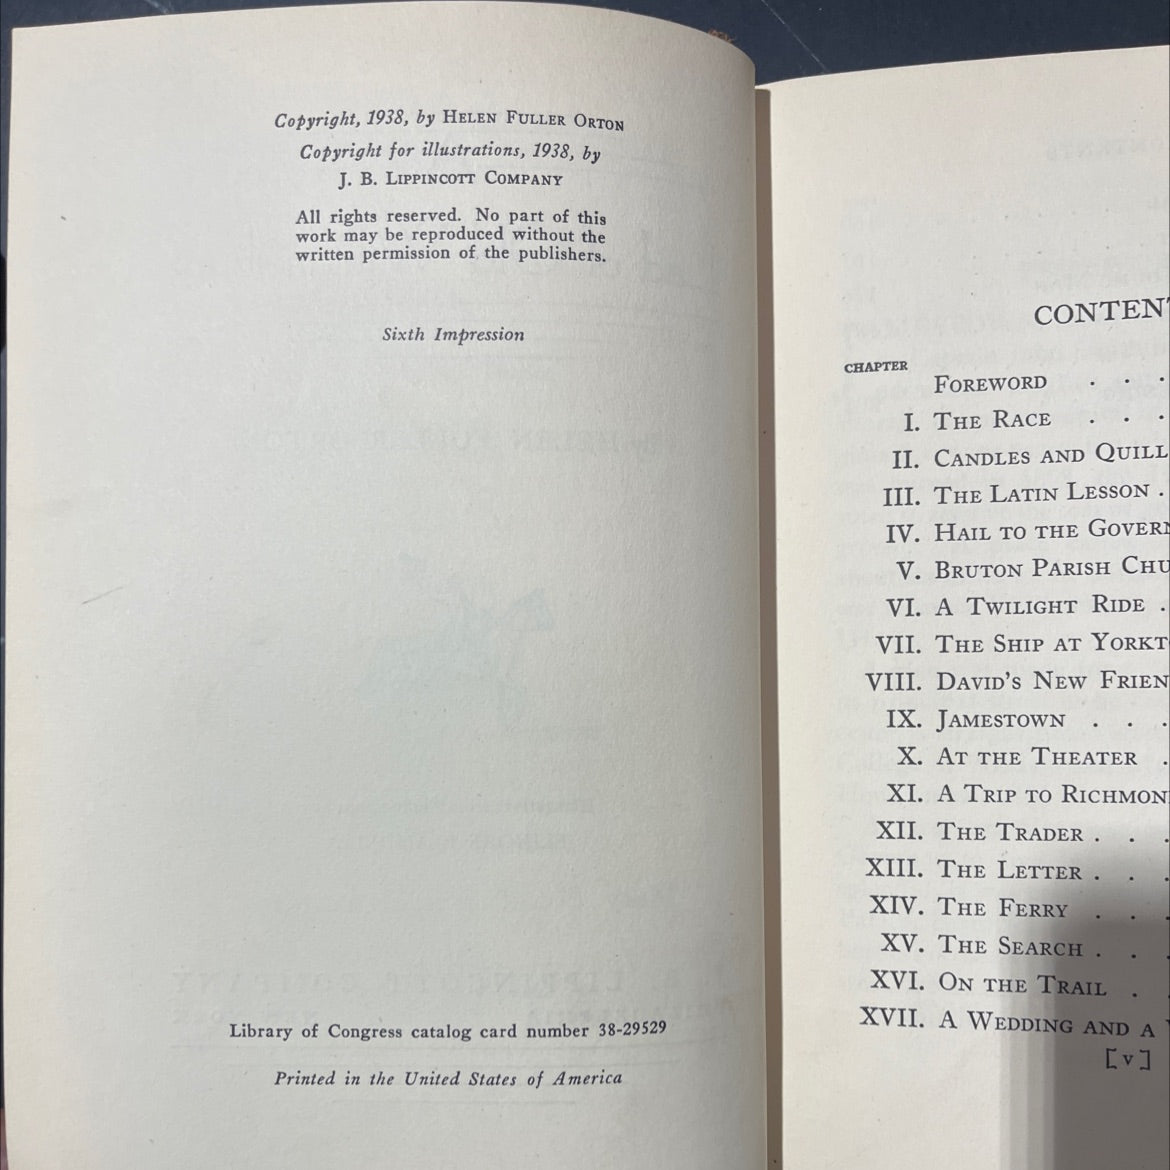 Copyright, 1938, by HELEN FULLER ORTON
Copyright for illustrations, 1938, by
J. B. LIPPINCOTT COMPANY
All rights reserved. No part of this
work may be reproduced without the
written permission of the publishers.
Sixth Impression
Library of Congress catalog card number 38-29529
Printed in the United States of America
CONTENT
CHAPTER
FOREWORD . . .
I. THE RACE . . .
II. CANDLES AND QUILL
III. THE LATIN LESSON .
IV. HAIL TO THE GOVERN
V. BRUTON PARISH CHU
VI. A TWILIGHT RIDE .
VII. THE SHIP AT YORKT
VIII. DAVID'S NEW FRIEN
IX. JAMESTOWN . . .
X. AT THE THEATER .
XI. A TRIP TO RICHMON
XII. THE TRADER . . .
XIII. THE LETTER . . .
XIV. THE FERRY . . .
XV. THE SEARCH . . .
XVI. ON THE TRAIL . .
XVII. A WEDDING AND A
[v]